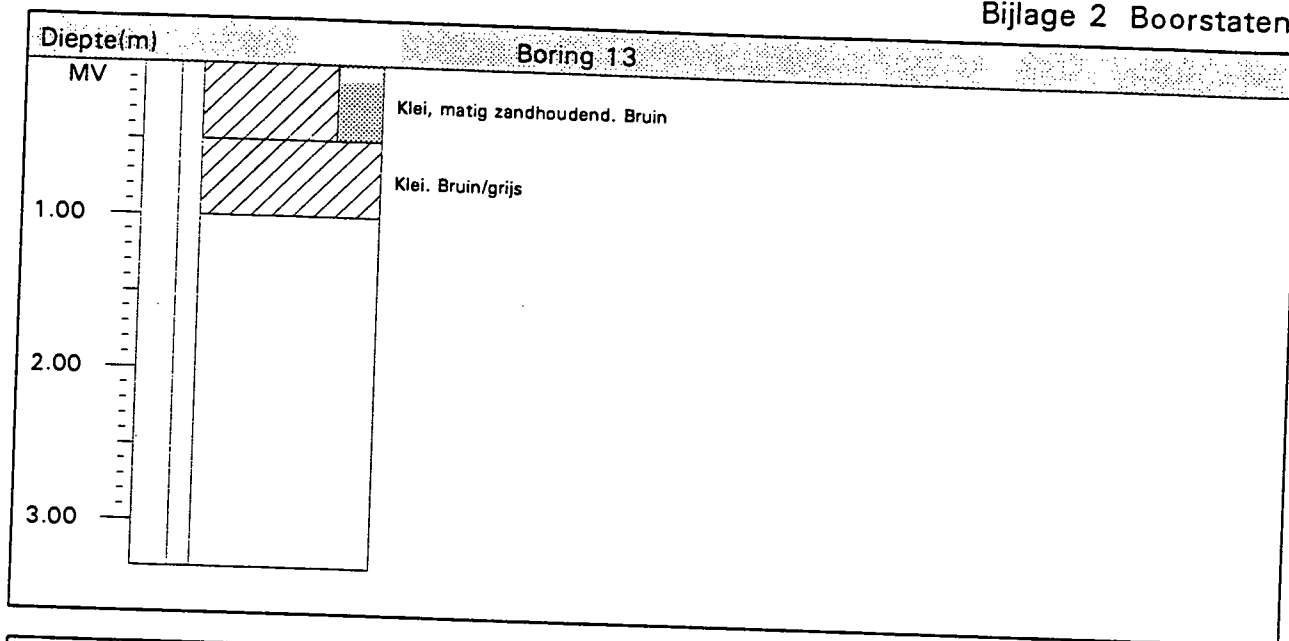 Bijlage 2 Boorstaten
Diepte(m)
Boring 13
MV
Klei, matig zandhoudend. Bruin
Klei. Bruin/grijs
1.00
2.00
3.00